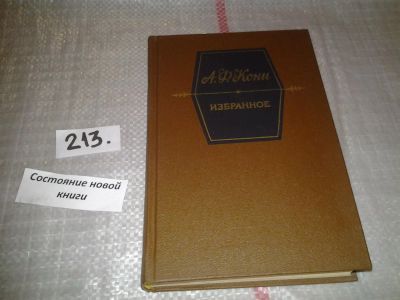 А.Ф.Кони
ИЗБРАННОЕ
213.
Состояние новой
книги